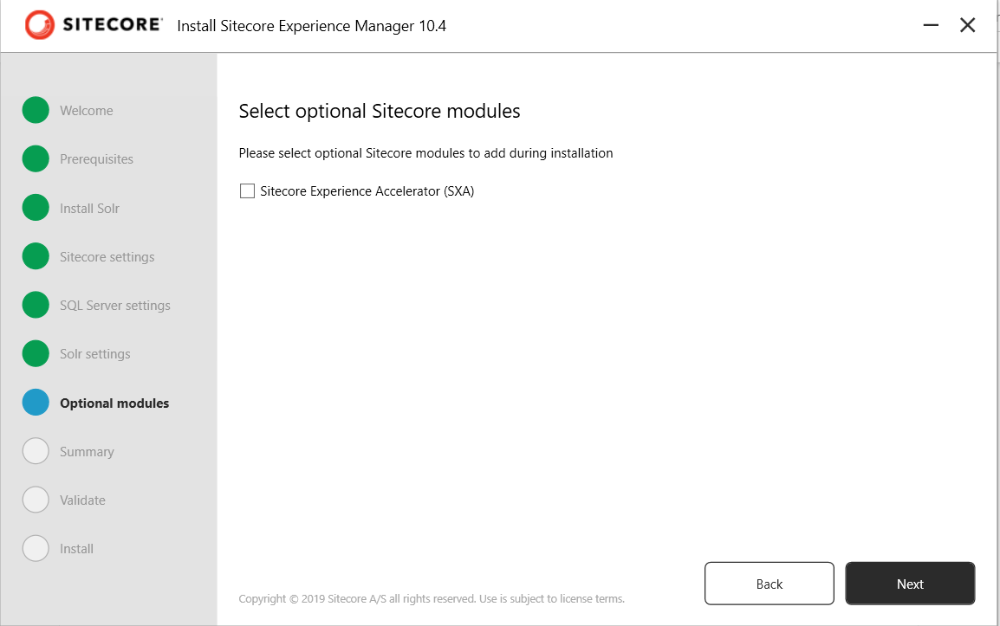 SITECORE Install Sitecore Experience Manager 10.4
Welcome
Prerequisites
Install Solr
Sitecore settings
SQL Server settings
Solr settings
Optional modules
Summary
Validate
Install
Select optional Sitecore modules
Please select optional Sitecore modules to add during installation
Sitecore Experience Accelerator (SXA)
Copyright © 2019 Sitecore A/S all rights reserved. Use is subject to license terms.
Back
Next